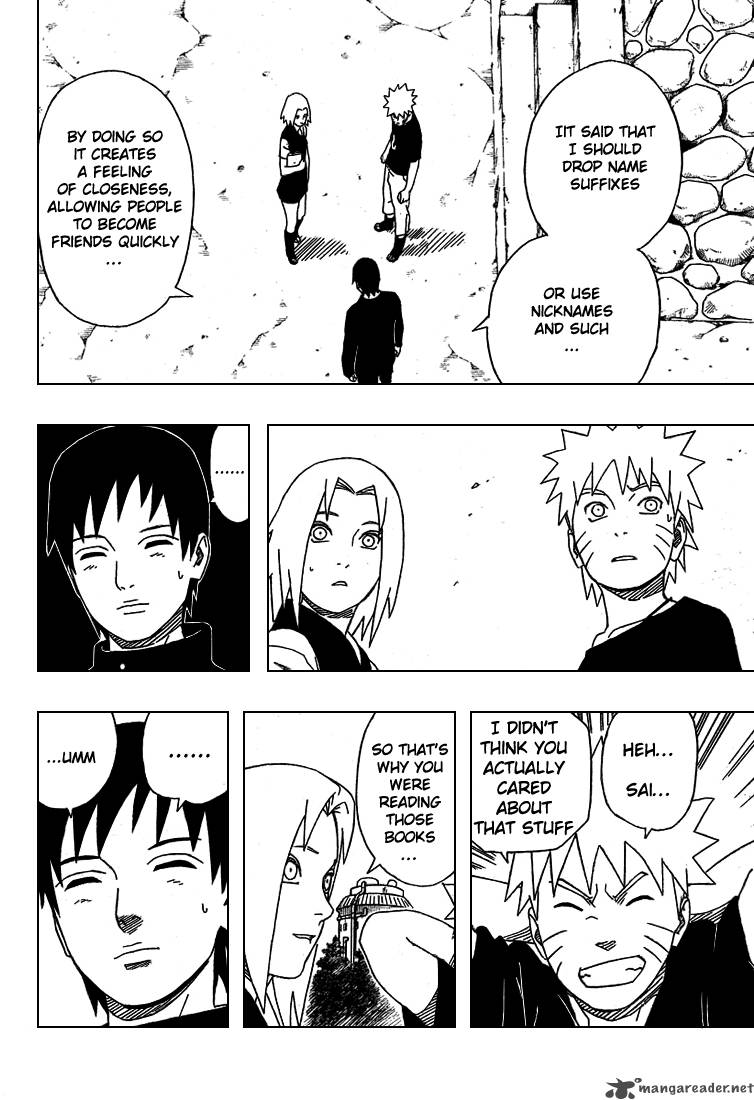 IIT SAID THAT
I SHOULD
DROP NAME
SUFFIXES
OR USE
NICKNAMES
AND SUCH
...
BY DOING SO
IT CREATES
A FEELING
OF CLOSENESS,
ALLOWING PEOPLE
TO BECOME
FRIENDS QUICKLY
...
......
HEH...
SAI...
I DIDN'T
THINK YOU
ACTUALLY
CARED
ABOUT
THAT STUFF
SO THAT'S
WHY YOU
WERE
READING
THOSE
BOOKS
...
......
...UMM
mangareader.net